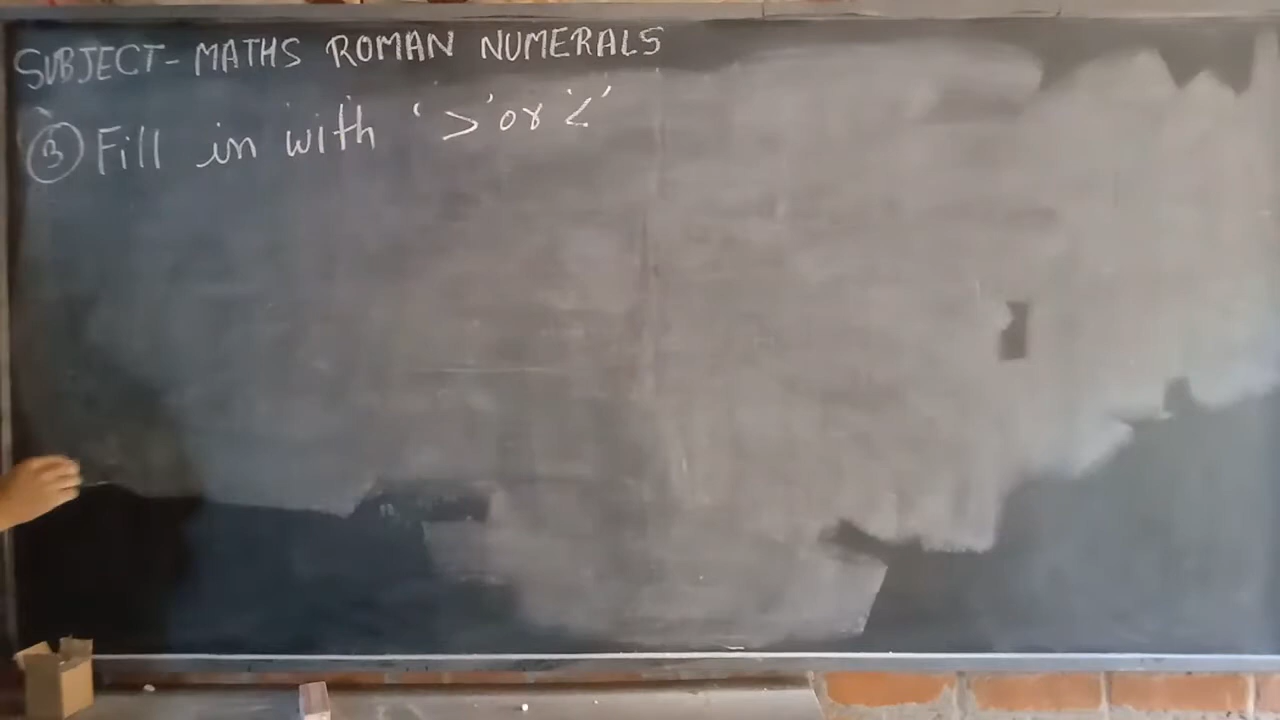 SUBJECT - MATHS ROMAN NUMERALS
③ Fill in with '>' or '<'